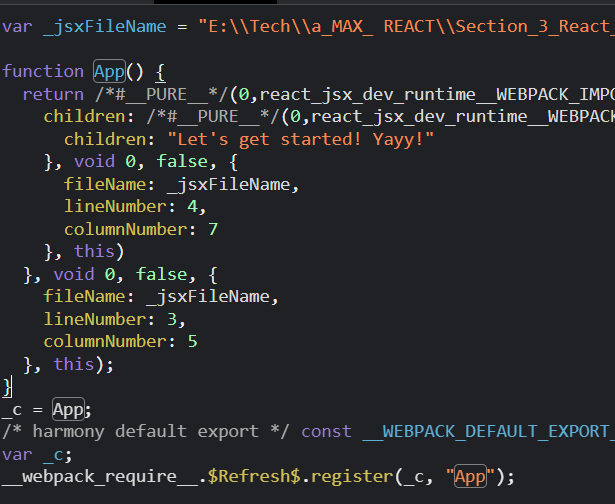 var _jsxFileName = "E:\\Tech\\a_MAX_ REACT\\Section_3_React_
function App() {
  return /*#__PURE__*/(0,react_jsx_dev_runtime__WEBPACK_IMPO
    children: /*#__PURE__*/(0,react_jsx_dev_runtime__WEBPACK
      children: "Let's get started! Yayy!"
    }, void 0, false, {
      fileName: _jsxFileName,
      lineNumber: 4,
      columnNumber: 7
    }, this)
  }, void 0, false, {
    fileName: _jsxFileName,
    lineNumber: 3,
    columnNumber: 5
  }, this);
}
_c = App;
/* harmony default export */ const __WEBPACK_DEFAULT_EXPORT_
var _c;
__webpack_require__.$Refresh$.register(_c, "App");